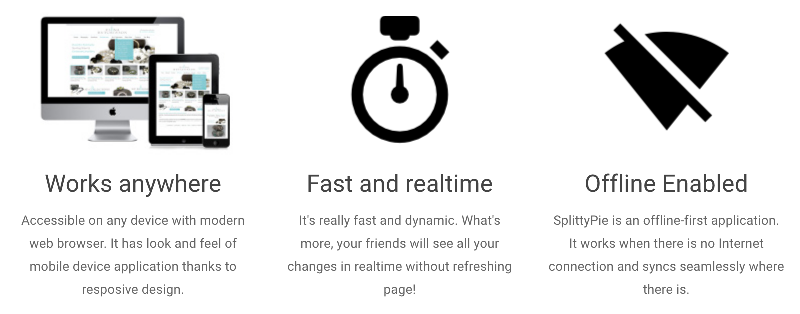 Works anywhere
Accessible on any device with modern
web browser. It has look and feel of
mobile device application thanks to
resposive design.
Fast and realtime
It's really fast and dynamic. What's
more, your friends will see all your
changes in realtime without refreshing
page!
Offline Enabled
SplittyPie is an offline-first application.
It works when there is no Internet
connection and syncs seamlessly where
there is.